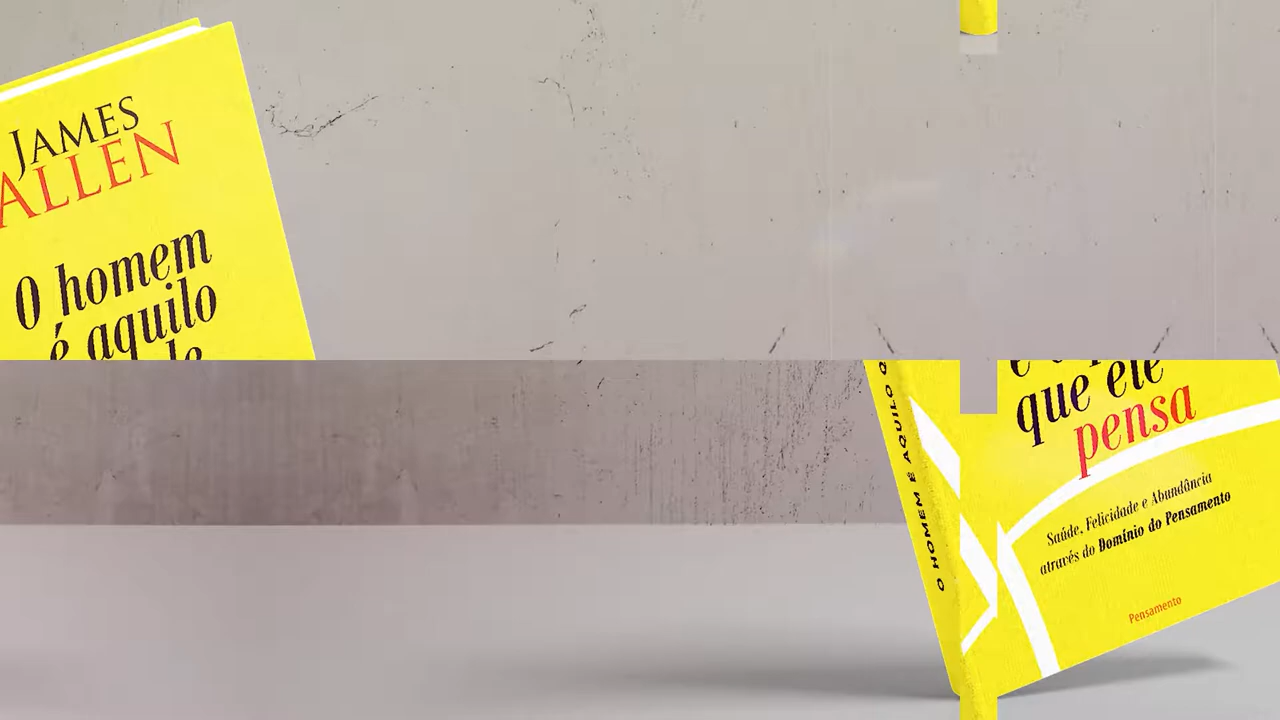 JAMES
ALLEN
O homem
é aquilo
O HOMEM É AQUILO
que ele
pensa
Saúde, Felicidade e Abundância
através do Domínio do Pensamento
Pensamento